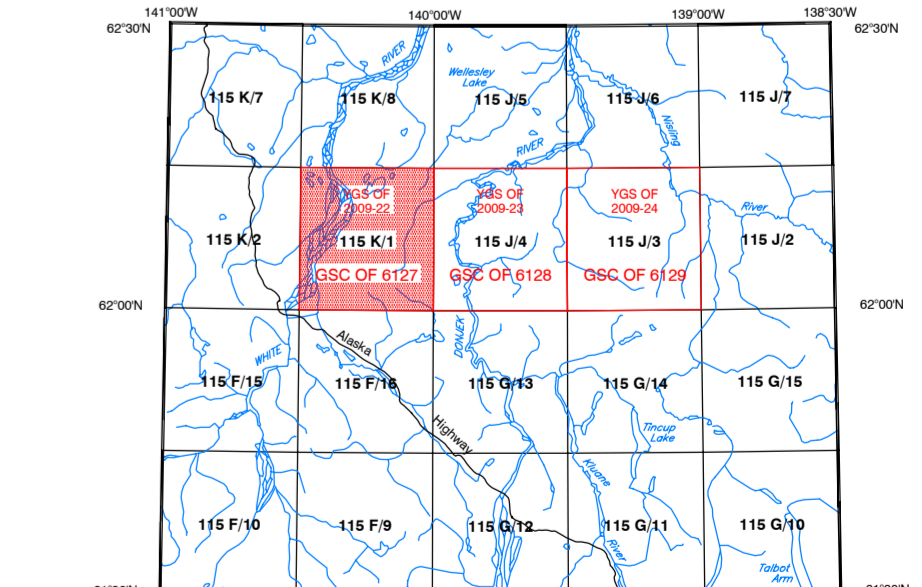 141°00'W
140°00'W
139°00'W
138°30'W
62°30'N
62°30'N
RIVER
Wellesley
Lake
115 K/7
115 K/8
115 J/5
115 J/6
115 J/7
Nisling
RIVER
YGS OF
2009-22
YGS OF
2009-23
YGS OF
2009-24
River
115 K/2
115 K/1
115 J/4
115 J/3
115 J/2
GSC OF 6127
GSC OF 6128
GSC OF 6129
62°00'N
62°00'N
DONJEK
Alaska
WHITE
115 F/15
115 F/16
115 G/13
115 G/14
115 G/15
Highway
Tincup
Lake
Kluane
115 F/10
115 F/9
115 G/12
115 G/11
115 G/10
River
Talbot
Arm